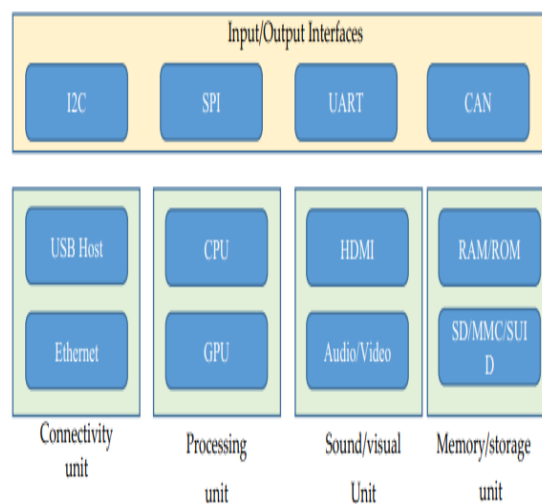 Input/Output Interfaces
I2C
SPI
UART
CAN
USB Host
CPU
HDMI
RAM/ROM
Ethernet
GPU
Audio/Video
SD/MMC/SUI
D
Connectivity
unit
Processing
unit
Sound/visual
Unit
Memory/storage
unit